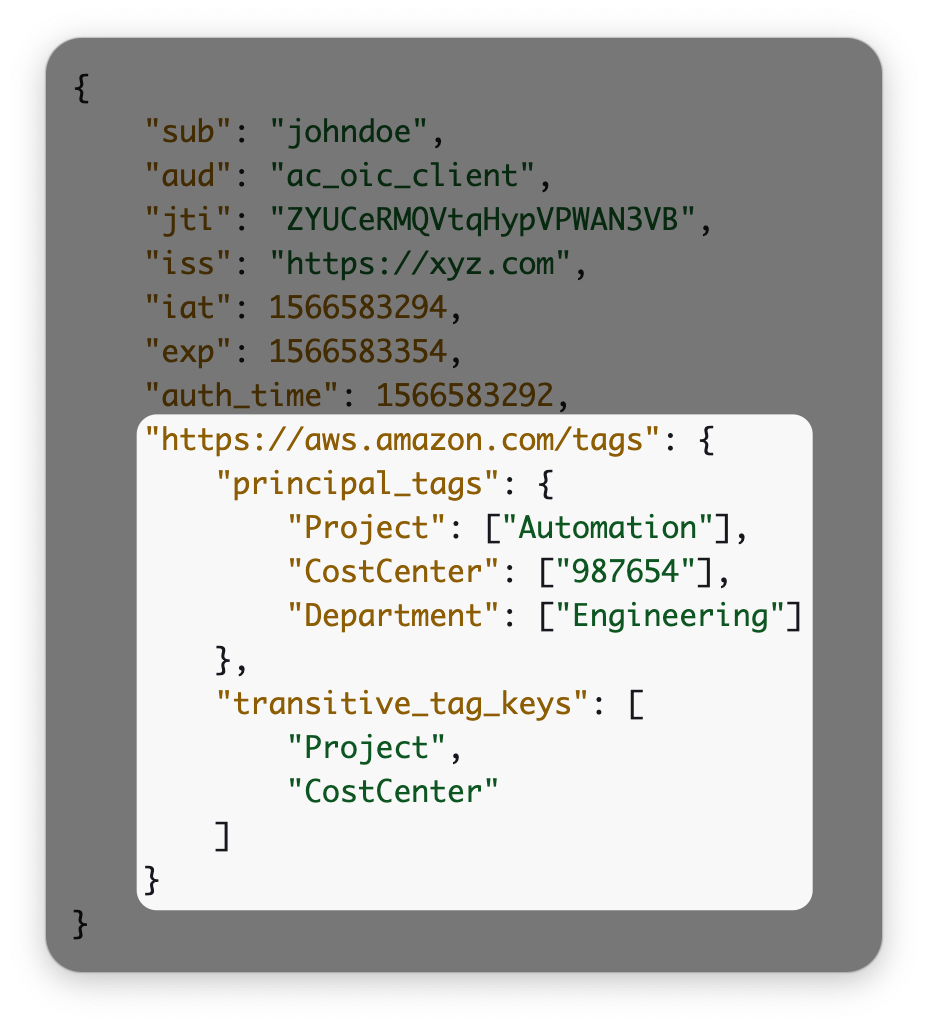 {
"sub": "johndoe",
"aud": "ac_oic_client",
"jti": "ZYUCeRMQVtqHypVPWAN3VB",
"iss": "https://xyz.com",
"iat": 1566583294,
"exp": 1566583354,
"auth_time": 1566583292,
"https://aws.amazon.com/tags": {
"principal_tags": {
"Project": ["Automation"],
"CostCenter": ["987654"],
"Department": ["Engineering"]
},
"transitive_tag_keys": [
"Project",
"CostCenter"
]
}
}